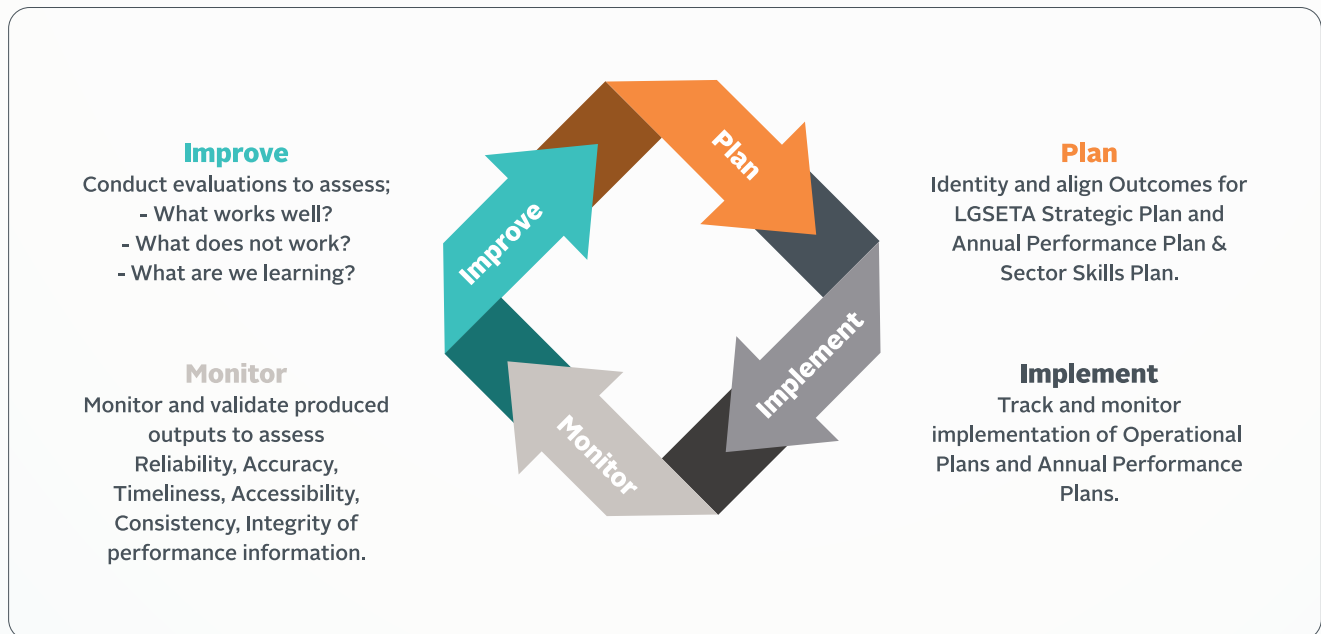 Improve
Conduct evaluations to assess;
- What works well?
- What does not work?
- What are we learning?
Monitor
Monitor and validate produced
outputs to assess
Reliability, Accuracy,
Timeliness, Accessibility,
Consistency, Integrity of
performance information.
Plan
Implement
Monitor
Improve
Plan
Identity and align Outcomes for
LGSETA Strategic Plan and
Annual Performance Plan &
Sector Skills Plan.
Implement
Track and monitor
implementation of Operational
Plans and Annual Performance
Plans.